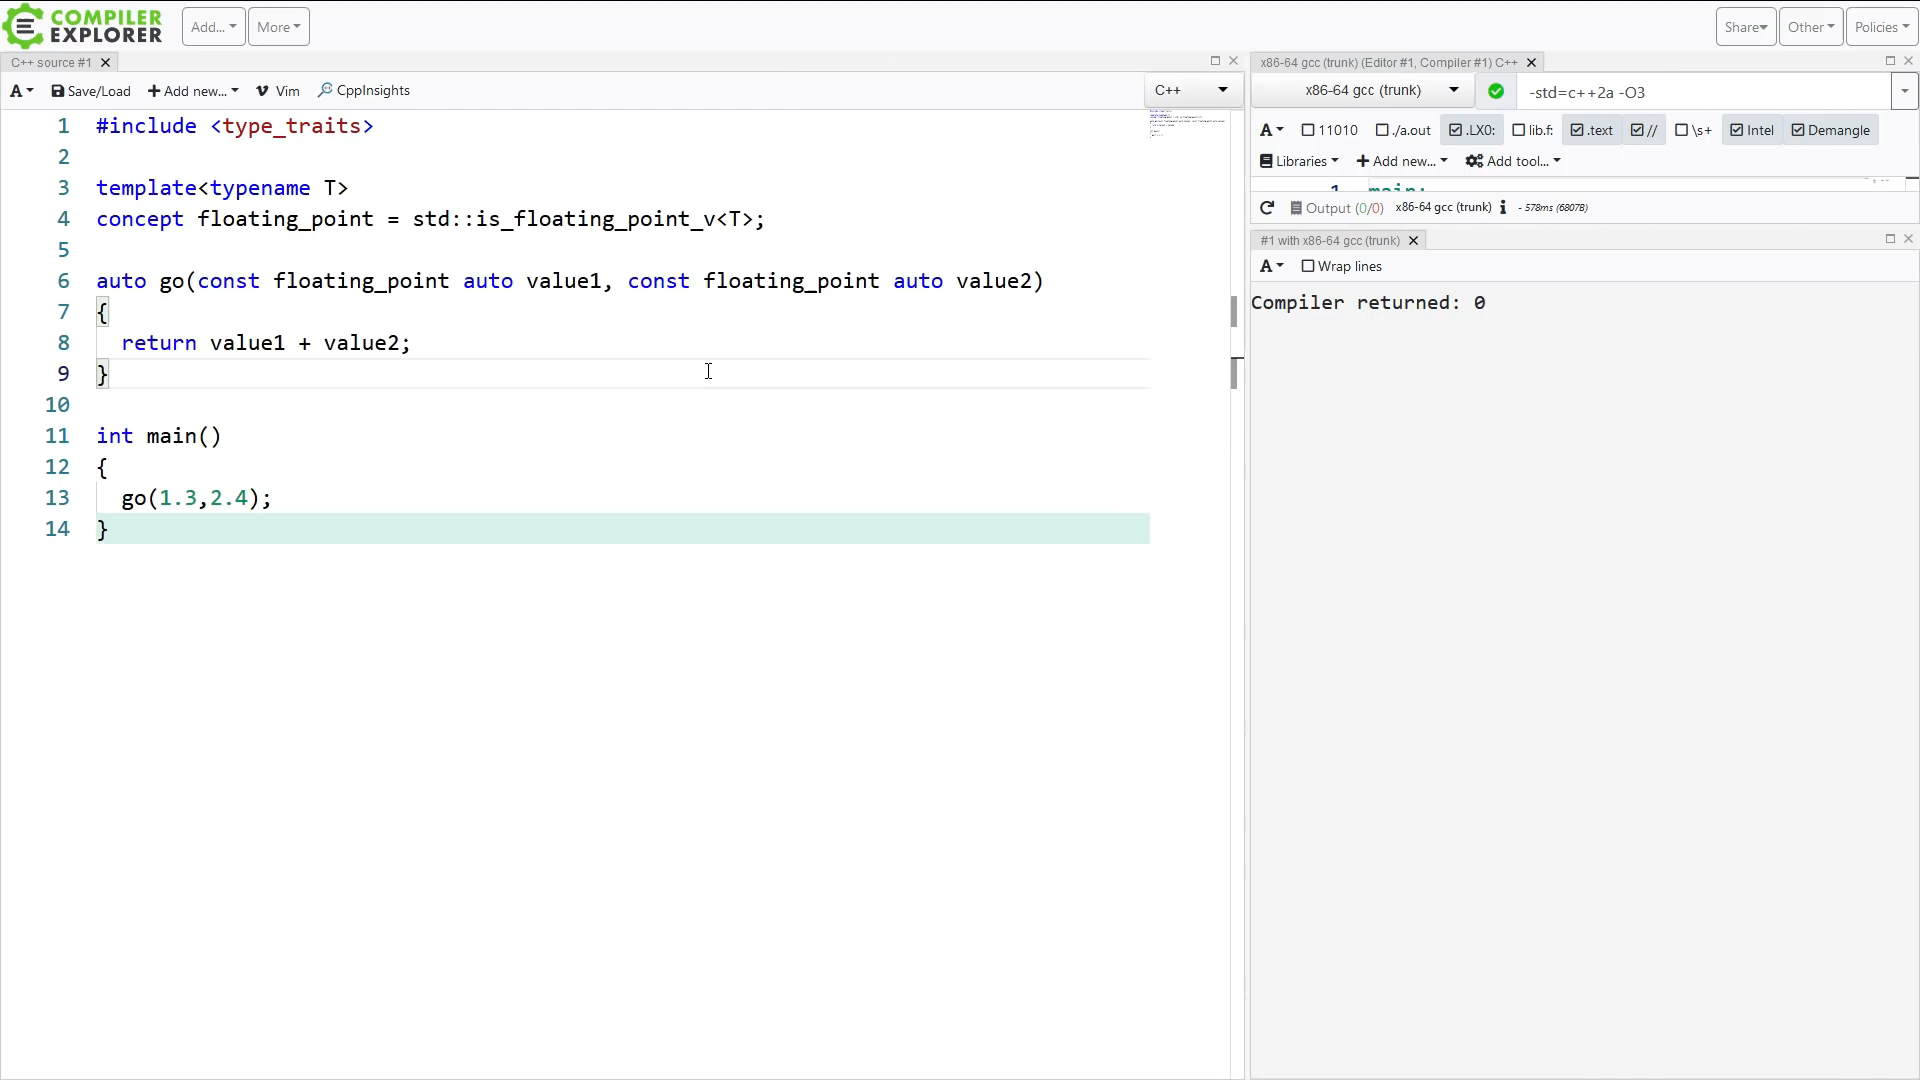 COMPILER
EXPLORER
Add...
More
Share
Other
Policies
C++ source #1
A
Save/Load
Add new...
Vim
CppInsights
C++
1 #include <type_traits>
2
3 template<typename T>
4 concept floating_point = std::is_floating_point_v<T>;
5
6 auto go(const floating_point auto value1, const floating_point auto value2)
7 {
8 return value1 + value2;
9 }
10
11 int main()
12 {
13 go(1.3,2.4);
14 }
x86-64 gcc (trunk) (Editor #1, Compiler #1) C++
x86-64 gcc (trunk)
-std=c++2a -O3
A
11010
./a.out
.LX0:
lib.f:
.text
//
\s+
Intel
Demangle
Libraries
Add new...
Add tool...
1 main:
Output (0/0) x86-64 gcc (trunk) i - 578ms (6807B)
#1 with x86-64 gcc (trunk)
A
Wrap lines
Compiler returned: 0